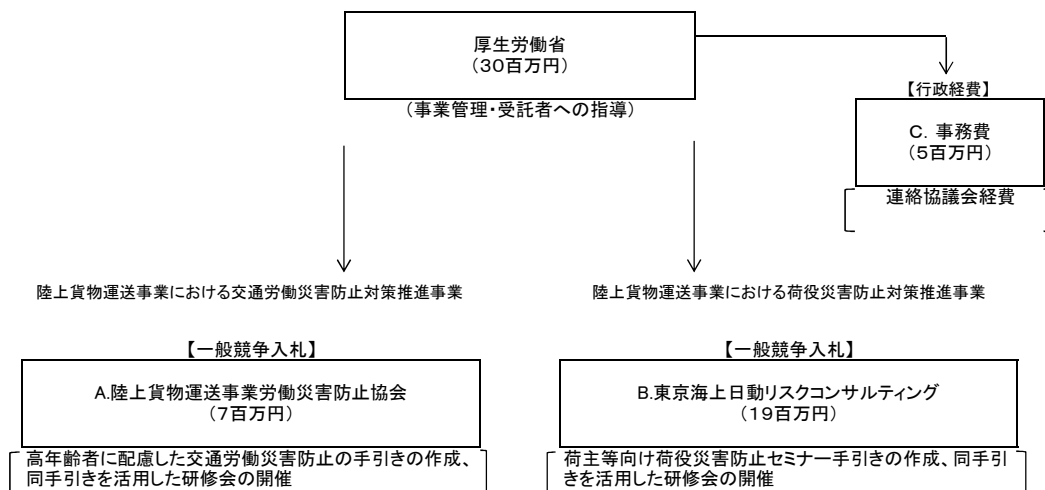 厚生労働省
(30百万円)
(事業管理・受託者への指導)
【行政経費】
C. 事務費
(5百万円)
連絡協議会経費
陸上貨物運送事業における交通労働災害防止対策推進事業
陸上貨物運送事業における荷役災害防止対策推進事業
【一般競争入札】
A.陸上貨物運送事業労働災害防止協会
(7百万円)
高年齢者に配慮した交通労働災害防止の手引きの作成、
同手引きを活用した研修会の開催
【一般競争入札】
B.東京海上日動リスクコンサルティング
(19百万円)
荷主等向け荷役災害防止セミナー手引きの作成、同手引
きを活用した研修会の開催